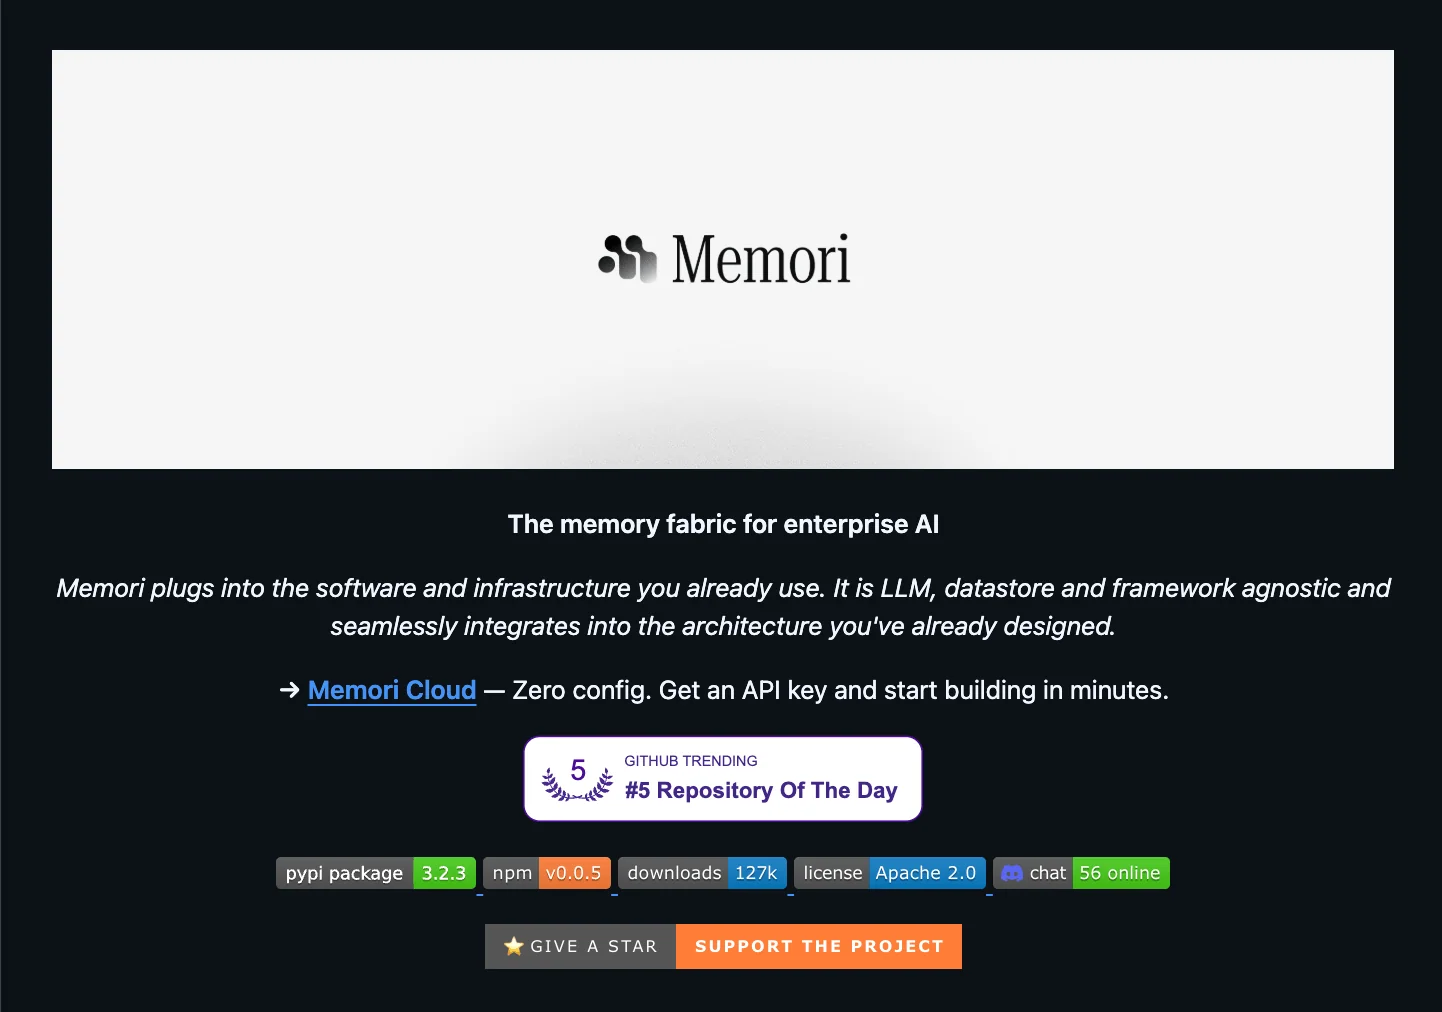 Memori
The memory fabric for enterprise AI
Memori plugs into the software and infrastructure you already use. It is LLM, datastore and framework agnostic and
seamlessly integrates into the architecture you've already designed.
→ Memori Cloud — Zero config. Get an API key and start building in minutes.
5
GITHUB TRENDING
#5 Repository Of The Day
pypi package 3.2.3 npm v0.0.5 downloads 127k license Apache 2.0 chat 56 online
⭐ GIVE A STAR SUPPORT THE PROJECT